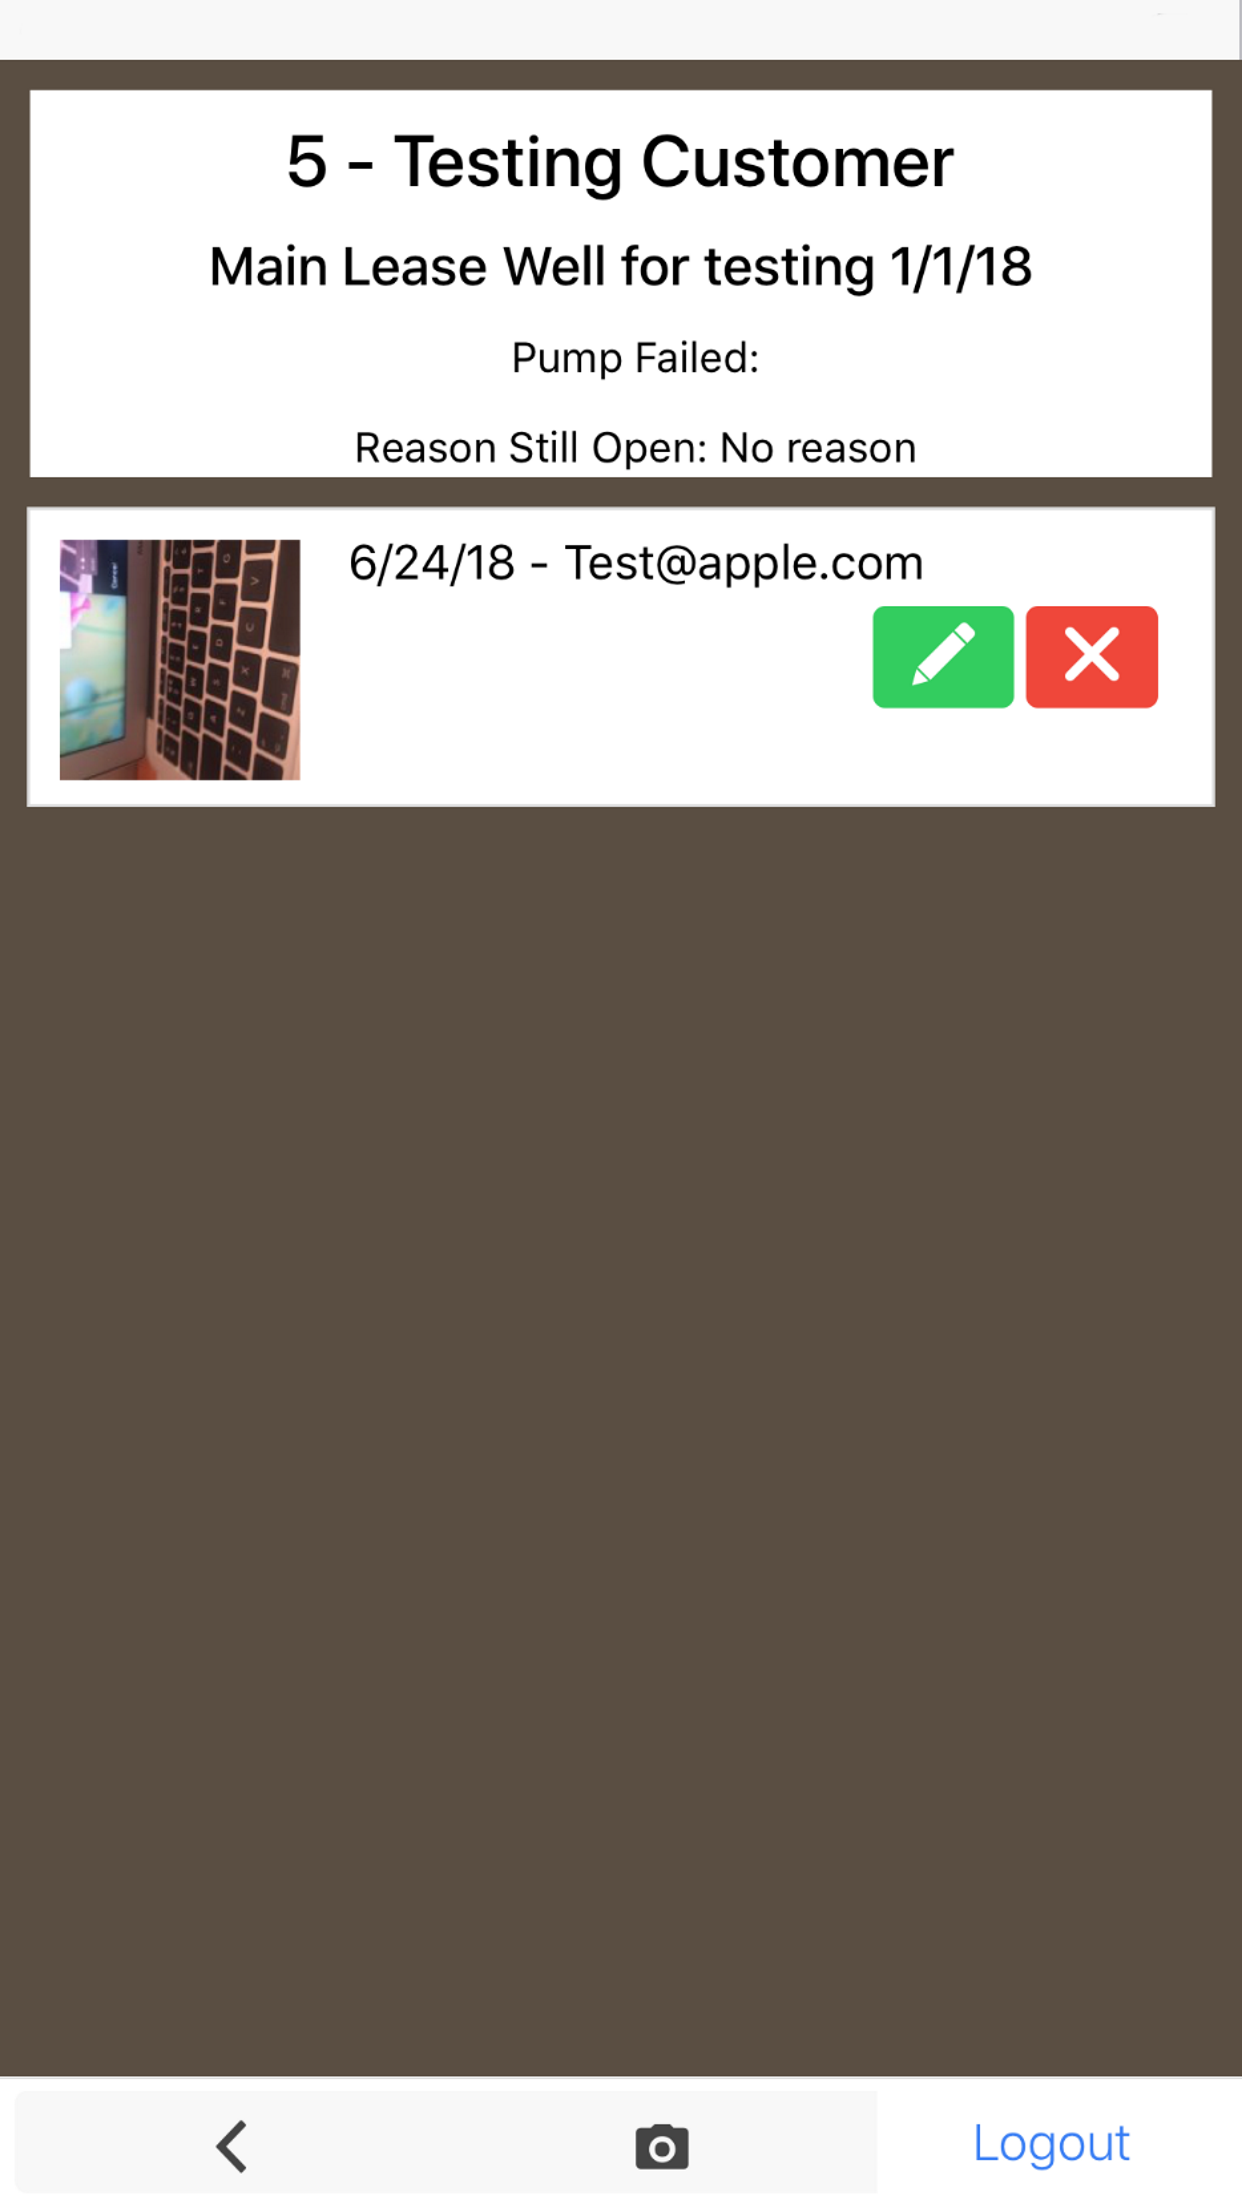 5 - Testing Customer
Main Lease Well for testing 1/1/18
Pump Failed:
Reason Still Open: No reason
6/24/18 - Test@apple.com
Logout